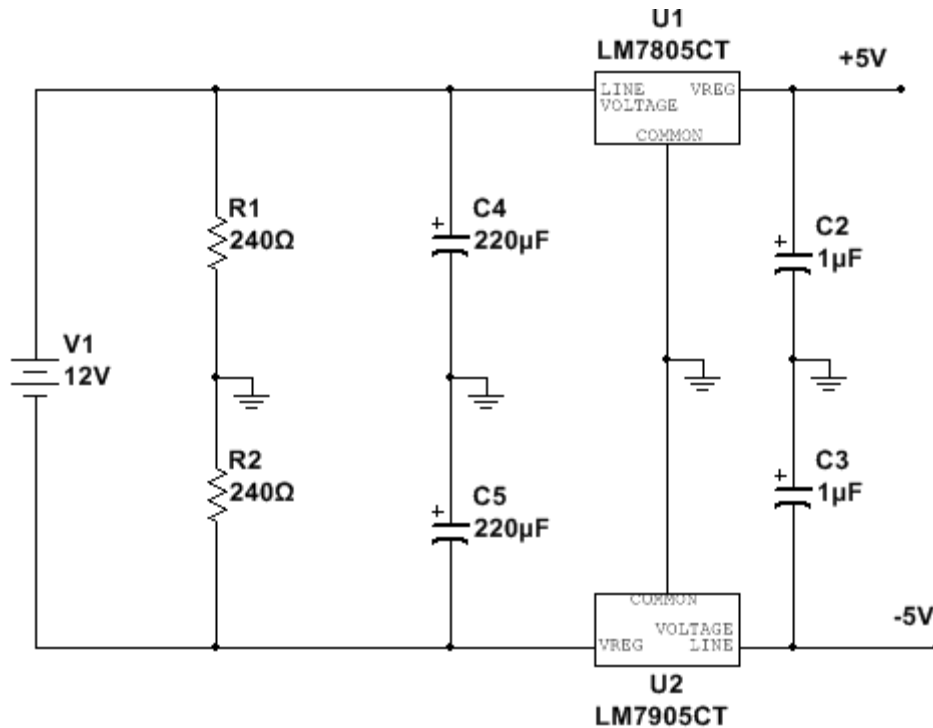 U1
LM7805CT
+5V
LINE VREG
VOLTAGE
COMMON
R1
240Ω
C4
220µF
C2
1µF
V1
12V
R2
240Ω
C5
220µF
C3
1µF
COMMON
VOLTAGE
VREG LINE
-5V
U2
LM7905CT